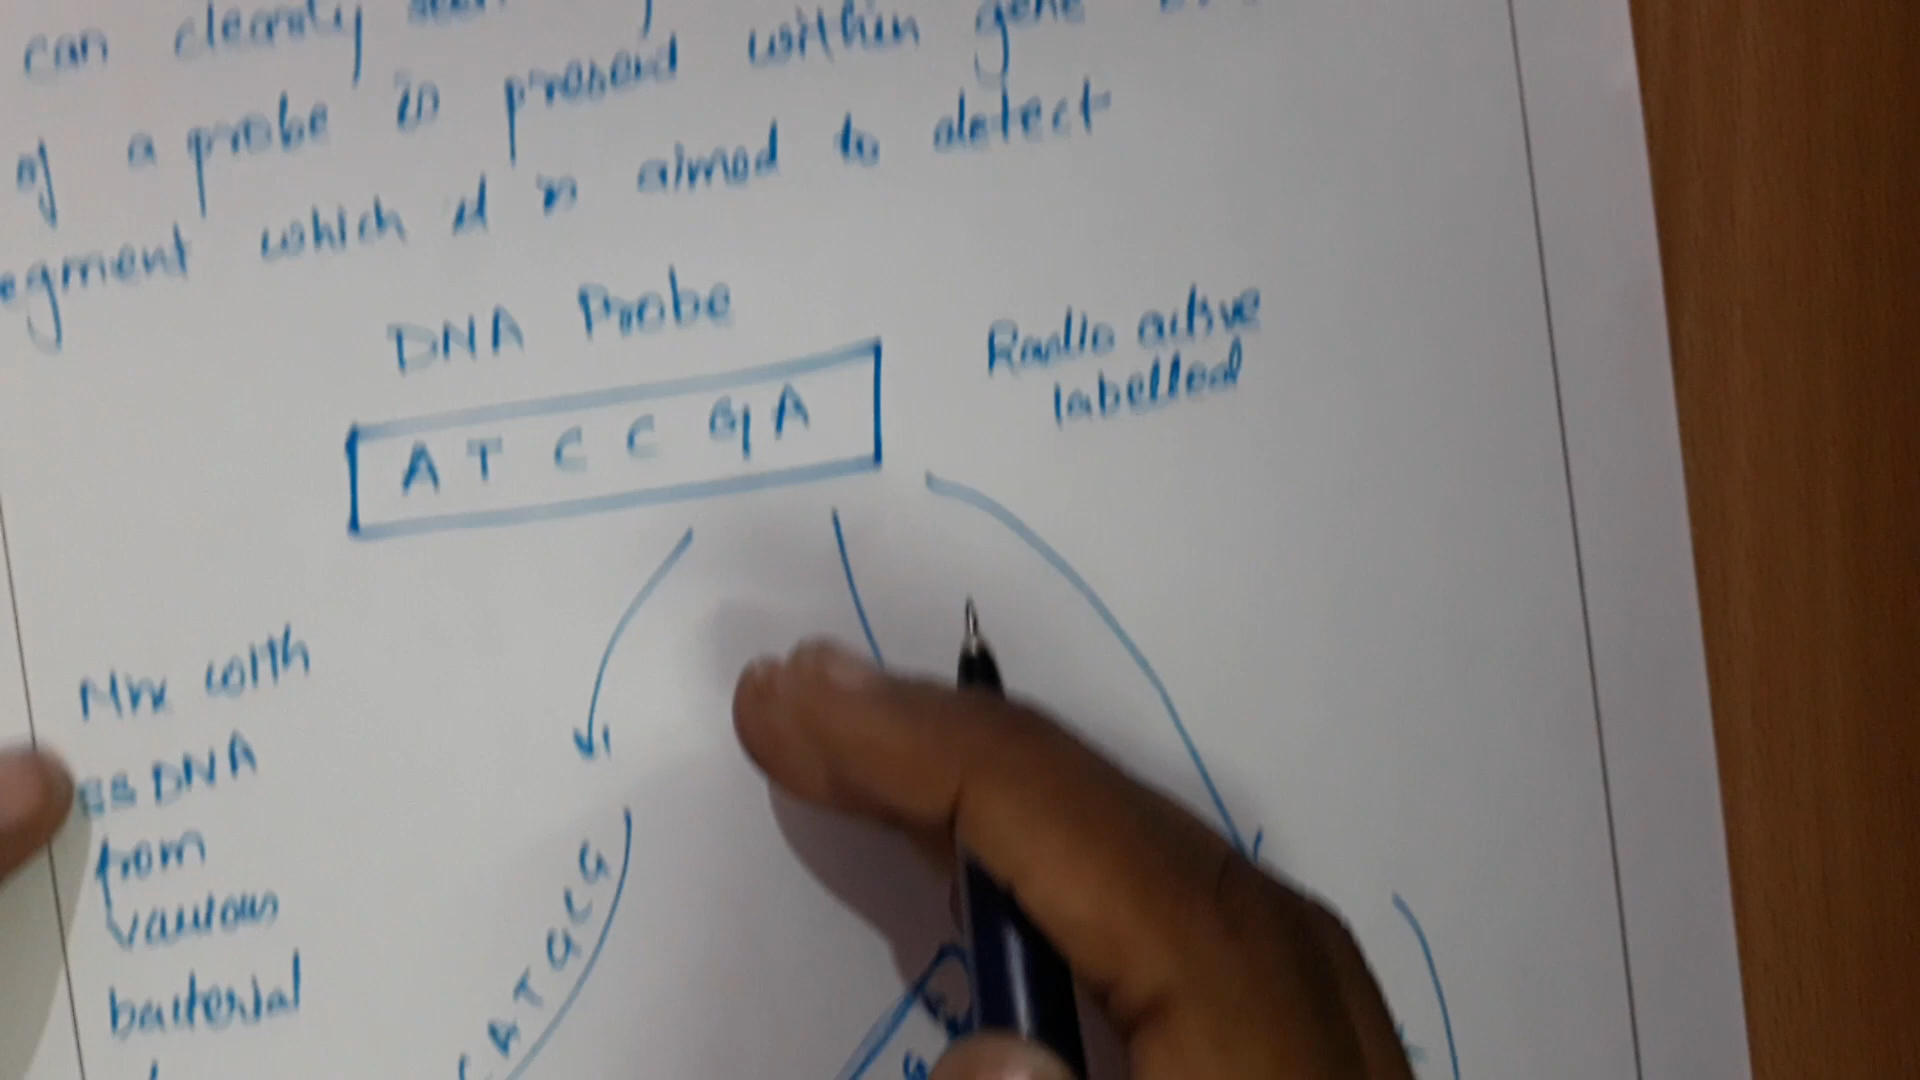 can clearly
of a probe is present within gene
egment which it is aimed to detect
DNA Probe
Radio active
labelled
A T C C G A
Mix with
SS DNA
from
various
bacterial
C A T G C G